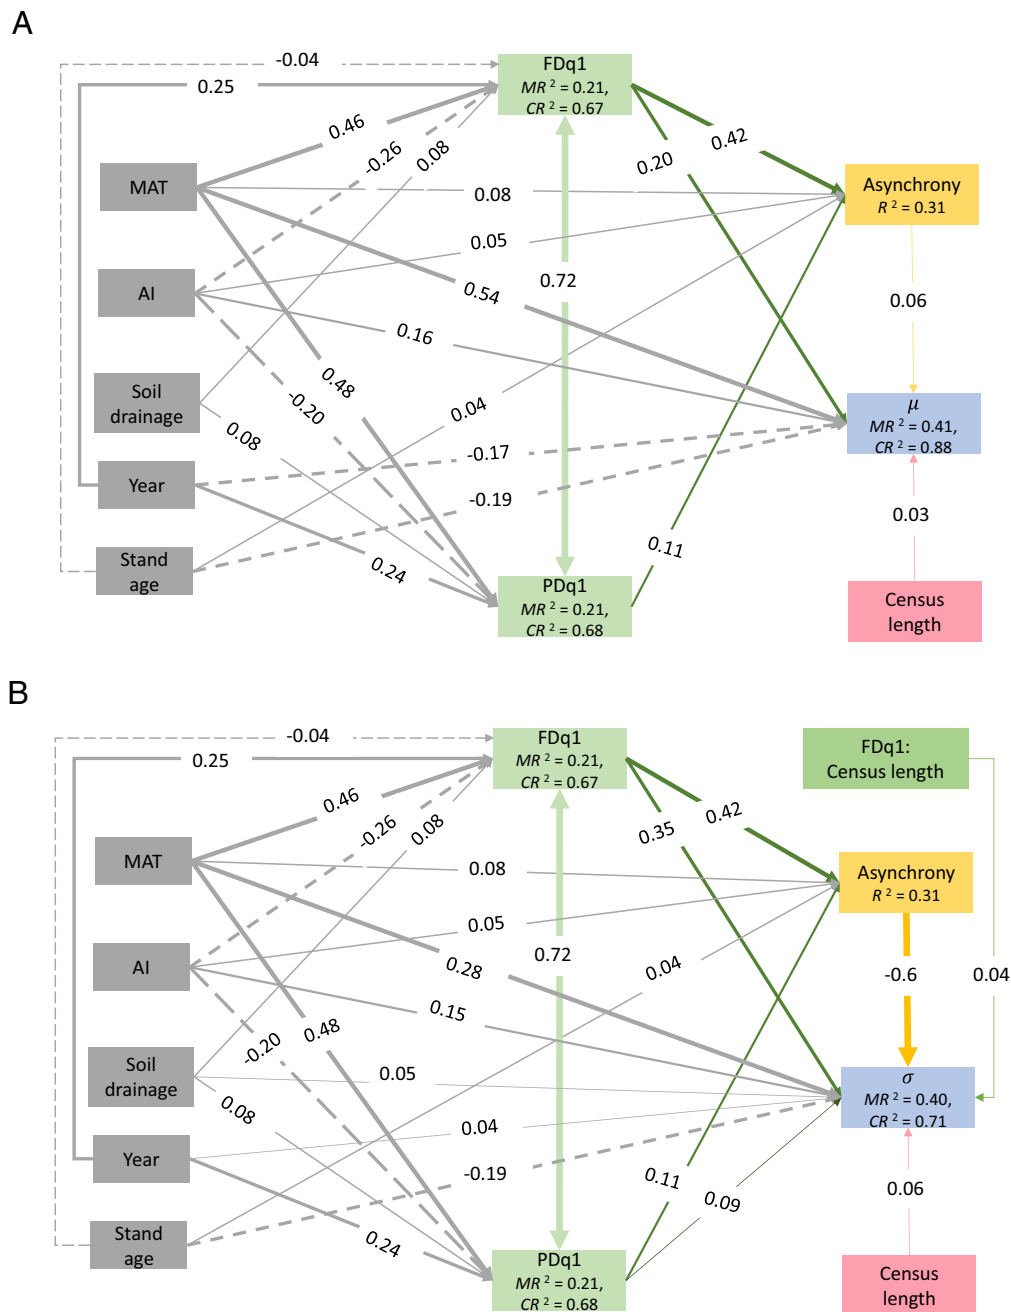 A
-0.04
0.25
FDq1
MR² = 0.21,
CR² = 0.67
0.46
-0.26
0.08
0.20
0.42
MAT
0.08
Asynchrony
R² = 0.31
0.05
AI
0.54
0.72
0.06
0.16
Soil
drainage
0.48
-0.20
0.08
0.04
μ
MR² = 0.41,
CR² = 0.88
Year
-0.17
-0.19
0.03
Stand
age
0.24
0.11
PDq1
MR² = 0.21,
CR² = 0.68
Census
length
B
-0.04
0.25
FDq1
MR² = 0.21,
CR² = 0.67
FDq1:
Census length
0.46
-0.26
0.08
0.35
0.42
MAT
0.08
Asynchrony
R² = 0.31
0.05
AI
0.28
0.72
0.04
-0.6
0.04
0.15
0.48
-0.20
Soil
drainage
0.05
0.08
σ
MR² = 0.40,
CR² = 0.71
Year
0.04
-0.19
0.11
0.09
0.06
Stand
age
0.24
PDq1
MR² = 0.21,
CR² = 0.68
Census
length